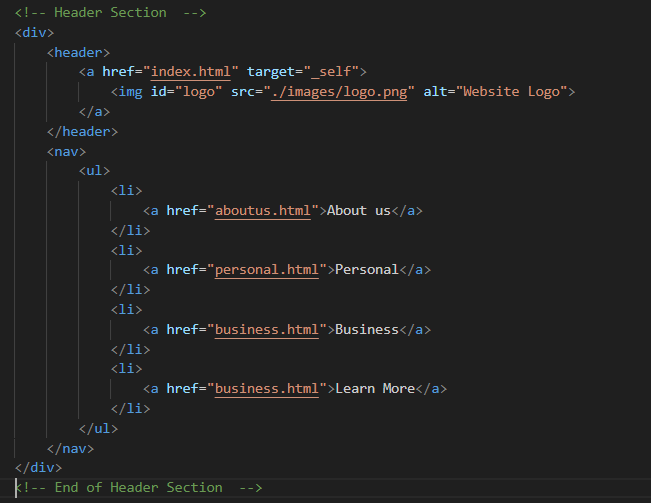 <!-- Header Section  -->
<div>
    <header>
        <a href="index.html" target="_self">
            <img id="logo" src="./images/logo.png" alt="Website Logo">
        </a>
    </header>
    <nav>
        <ul>
            <li>
                <a href="aboutus.html">About us</a>
            </li>
            <li>
                <a href="personal.html">Personal</a>
            </li>
            <li>
                <a href="business.html">Business</a>
            </li>
            <li>
                <a href="business.html">Learn More</a>
            </li>
        </ul>
    </nav>
</div>
<!-- End of Header Section  -->